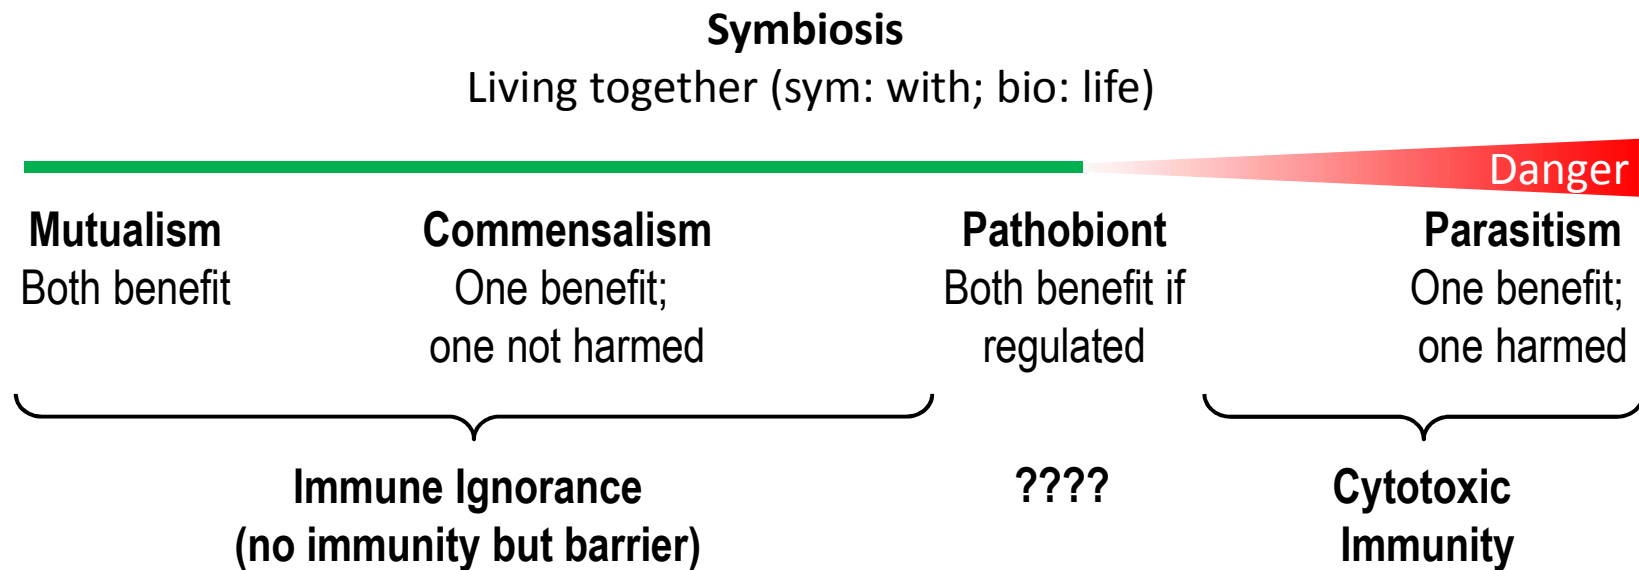 Symbiosis
Living together (sym: with; bio: life)
Danger
Mutualism
Both benefit
Commensalism
One benefit;
one not harmed
Pathobiont
Both benefit if
regulated
Parasitism
One benefit;
one harmed
Immune Ignorance
(no immunity but barrier)
????
Cytotoxic
Immunity